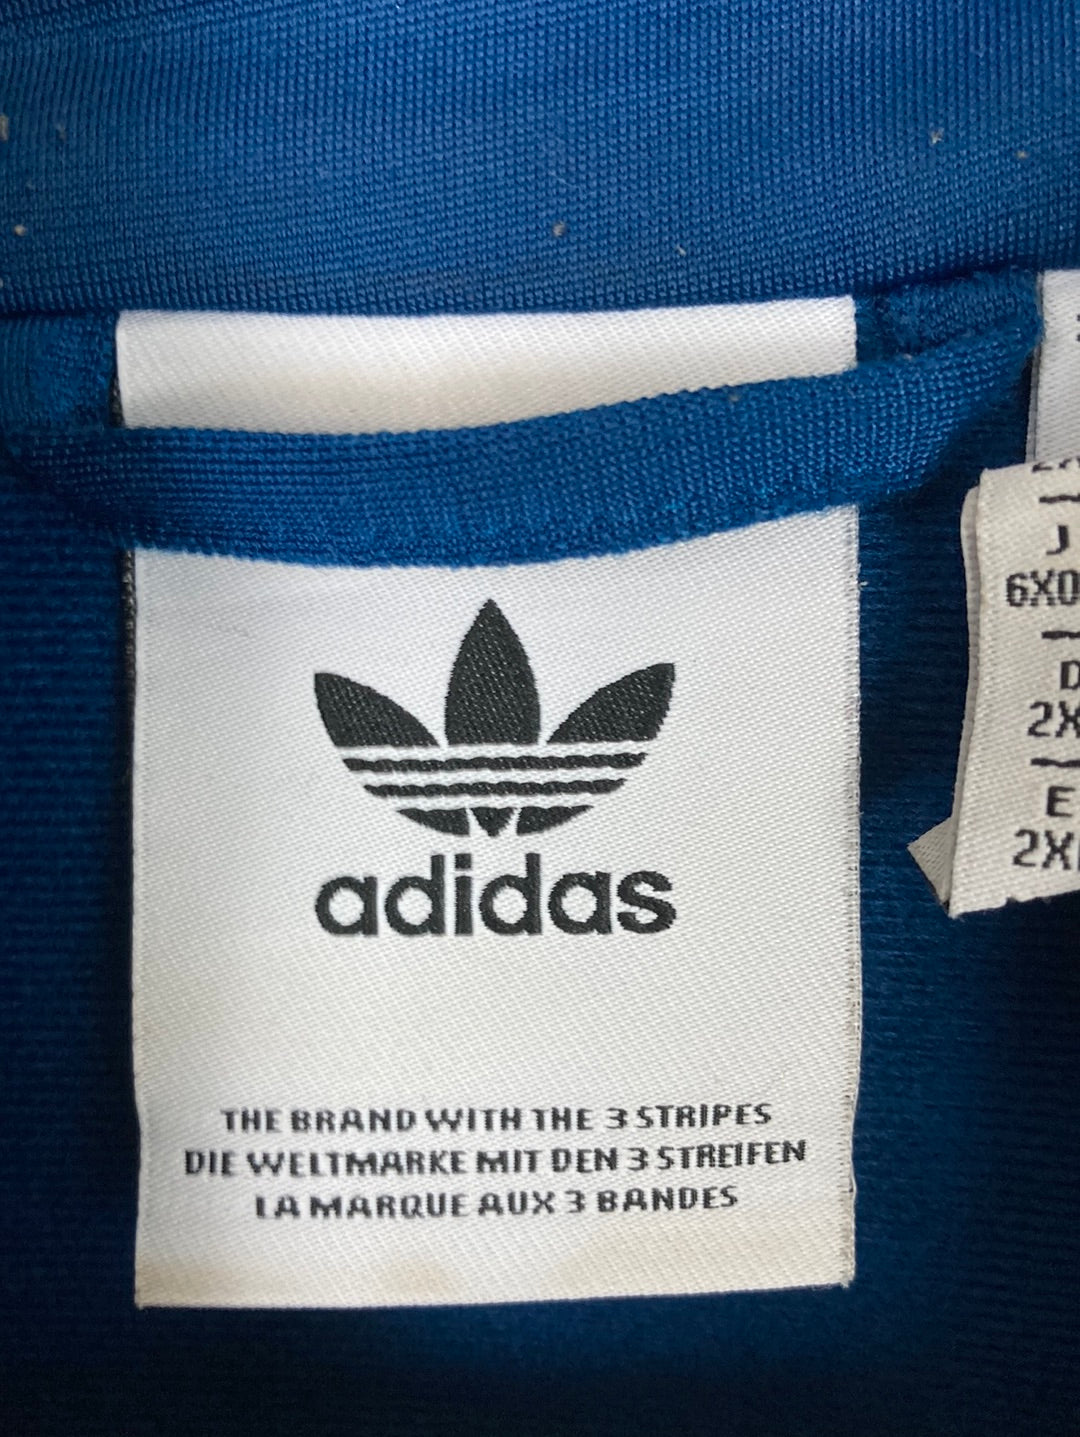 adidas
THE BRAND WITH THE 3 STRIPES
DIE WELTMARKE MIT DEN 3 STREIFEN
LA MARQUE AUX 3 BANDES
J
6XO
D
2X
E
2X